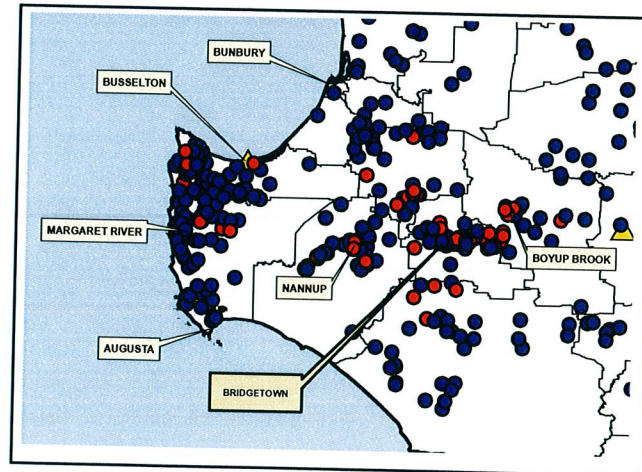 BUNBURY
BUSSELTON
MARGARET RIVER
BOYUP BROOK
NANNUP
AUGUSTA
BRIDGETOWN